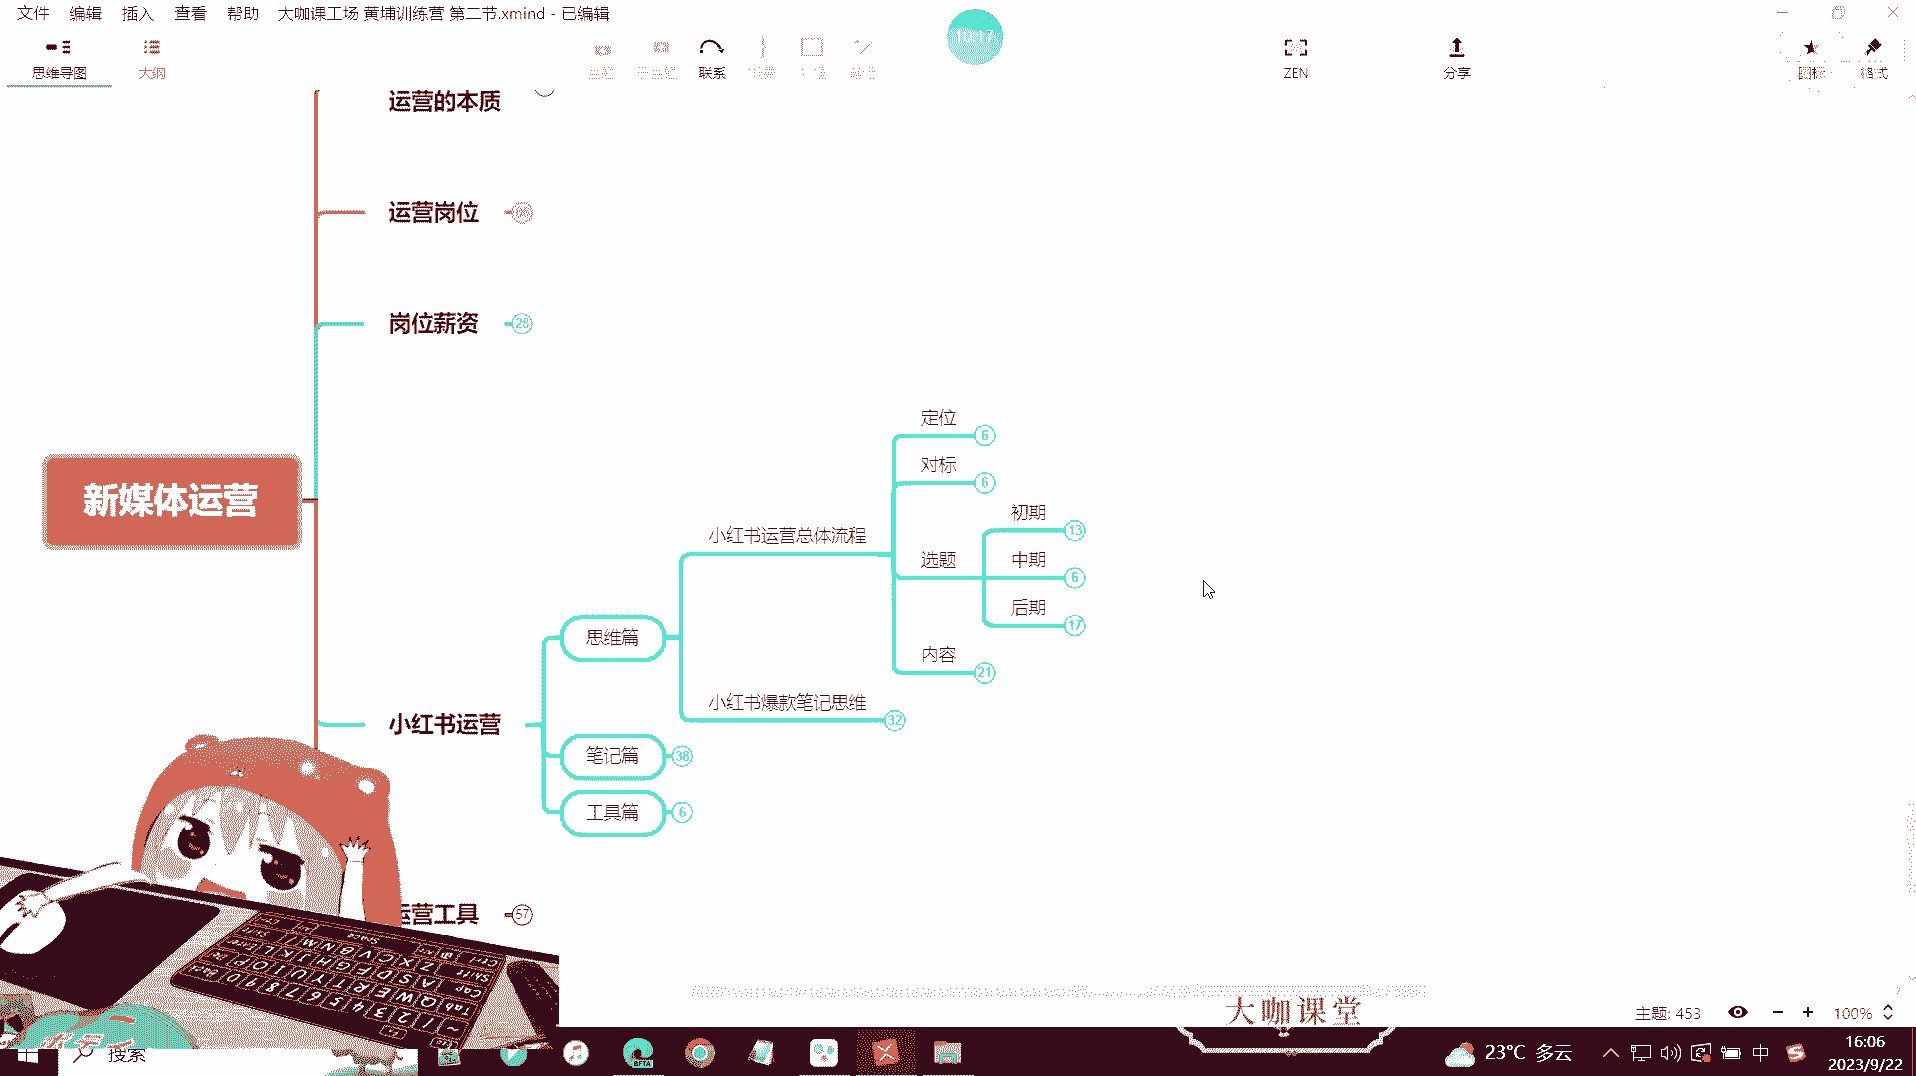 文件 编辑 插入 查看 帮助 大咖课工场 黄埔训练营 第二节.xmind - 已编辑
10:17
思维导图 大纲 联系 ZEN 分享 图标 格式
运营的本质
运营岗位
岗位薪资 28
定位 6
对标 6
初期 13
小红书运营总体流程
选题
中期 6
后期 17
新媒体运营
思维篇
内容 21
小红书爆款笔记思维 32
小红书运营
笔记篇 38
工具篇 6
运营工具 57
大咖课堂
主题: 453
100%
搜索
BETA
23°C 多云
中
16:06
2023/9/22